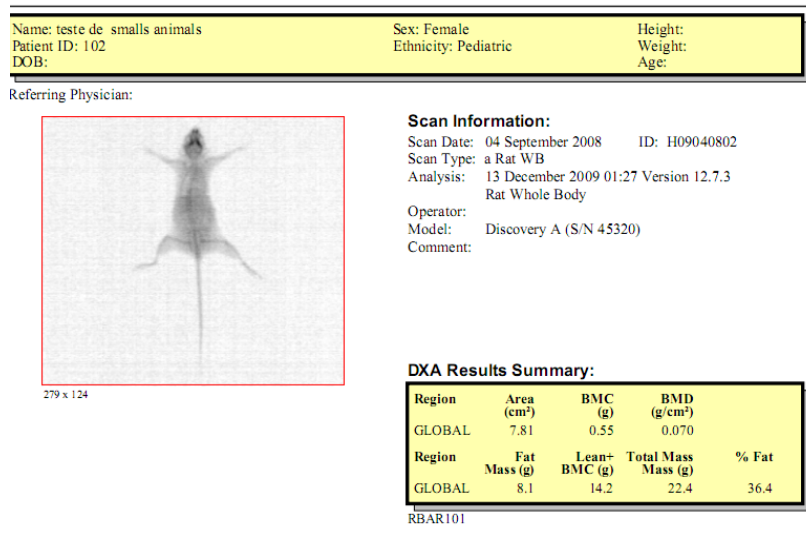 Name: teste de smalls animals Sex: Female Height:
Patient ID: 102 Ethnicity: Pediatric Weight:
DOB: Age:
Referring Physician:
Scan Information:
Scan Date: 04 September 2008 ID: H09040802
Scan Type: a Rat WB
Analysis: 13 December 2009 01:27 Version 12.7.3
Rat Whole Body
Operator:
Model: Discovery A (S/N 45320)
Comment:
279 x 124
DXA Results Summary:
Region Area BMC BMD
(cm²) (g) (g/cm²)
GLOBAL 7.81 0.55 0.070
Region Fat Lean+ Total Mass % Fat
Mass (g) BMC (g) Mass (g)
GLOBAL 8.1 14.2 22.4 36.4
RBAR101